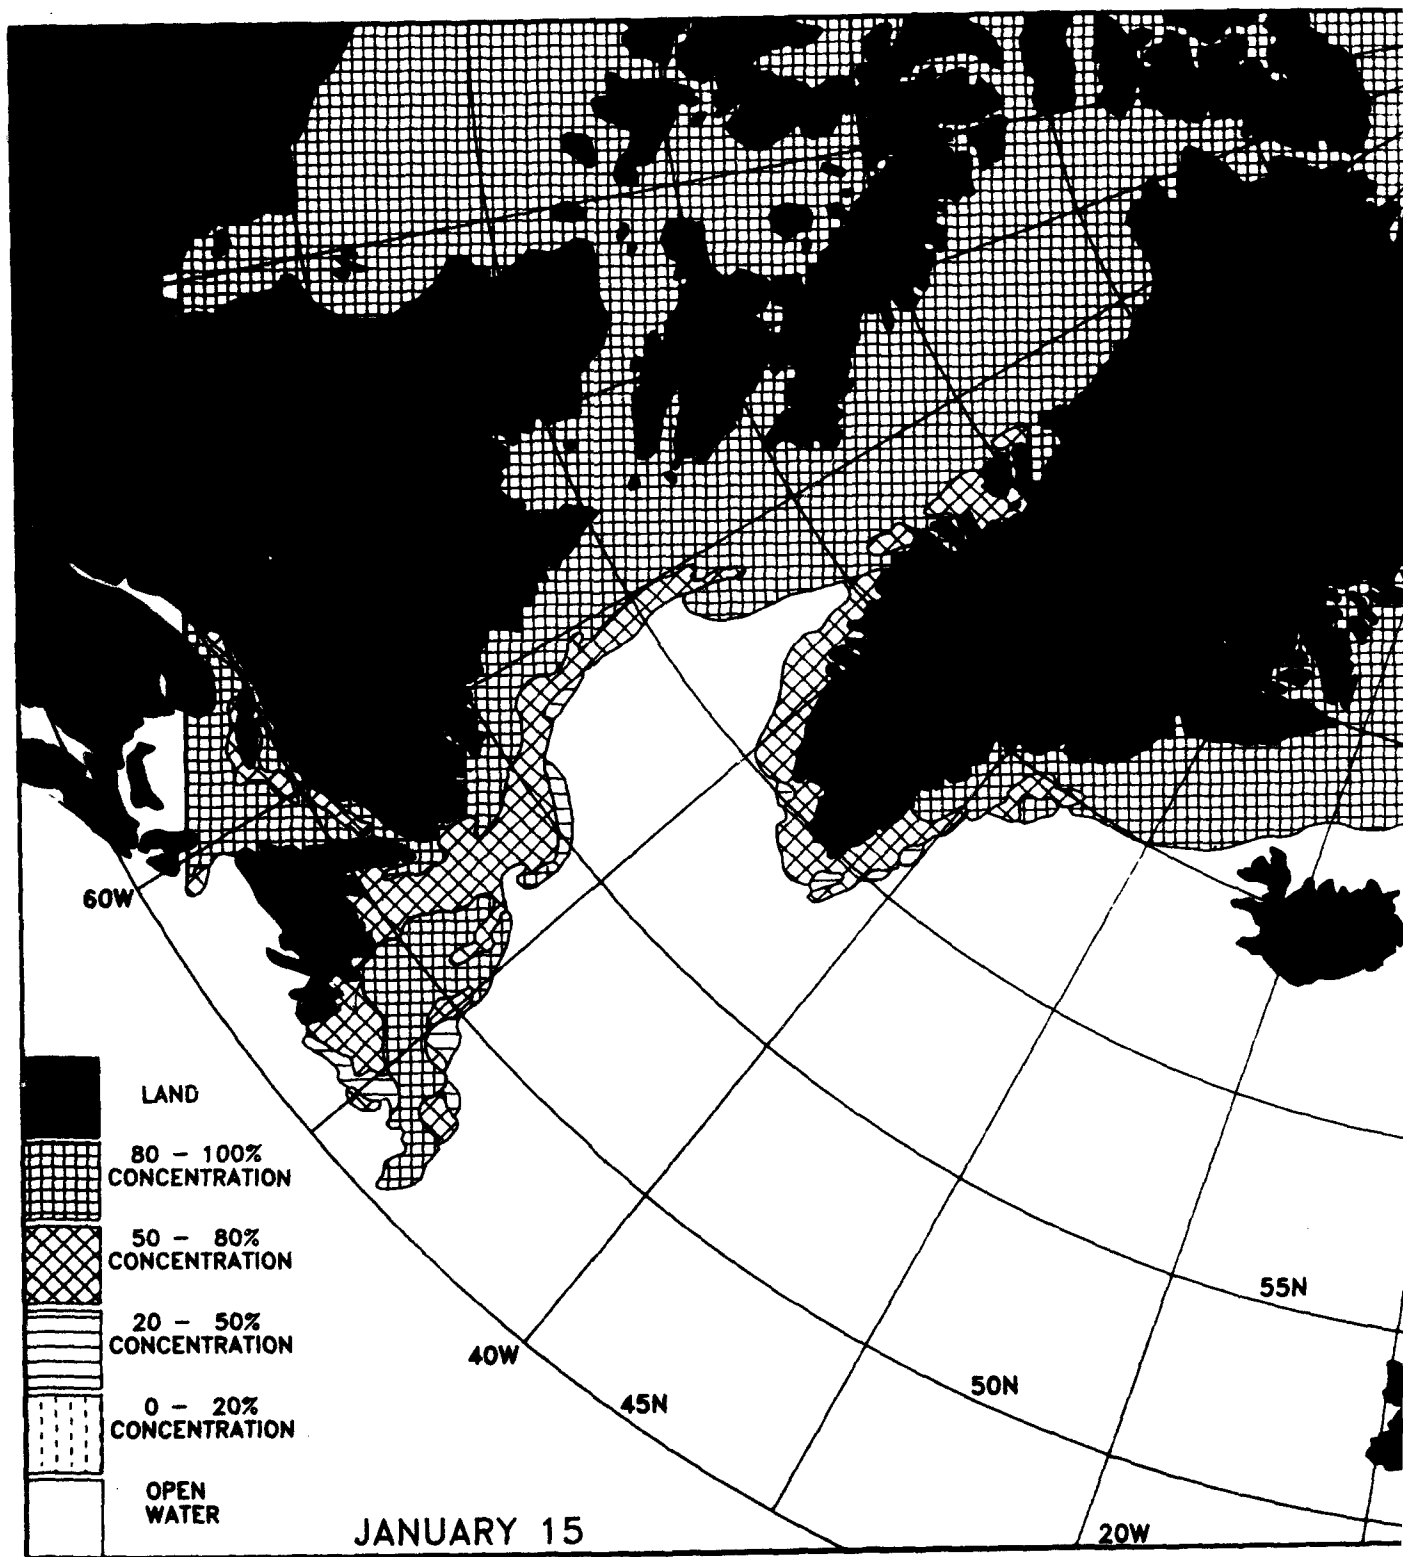 60W
LAND
80 - 100%
CONCENTRATION
50 - 80%
CONCENTRATION
20 - 50%
CONCENTRATION
0 - 20%
CONCENTRATION
OPEN
WATER
JANUARY 15
40W
45N
50N
55N
20W